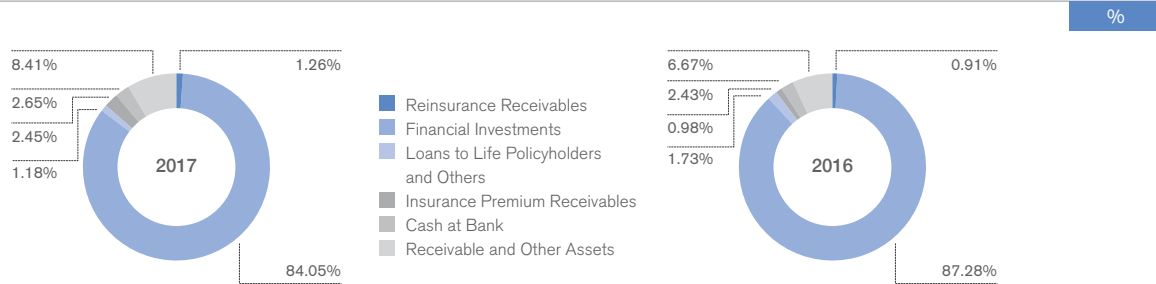 %
8.41%
1.26%
2.65%
2.45%
1.18%
2017
84.05%
Reinsurance Receivables
Financial Investments
Loans to Life Policyholders
and Others
Insurance Premium Receivables
Cash at Bank
Receivable and Other Assets
6.67%
0.91%
2.43%
0.98%
1.73%
2016
87.28%